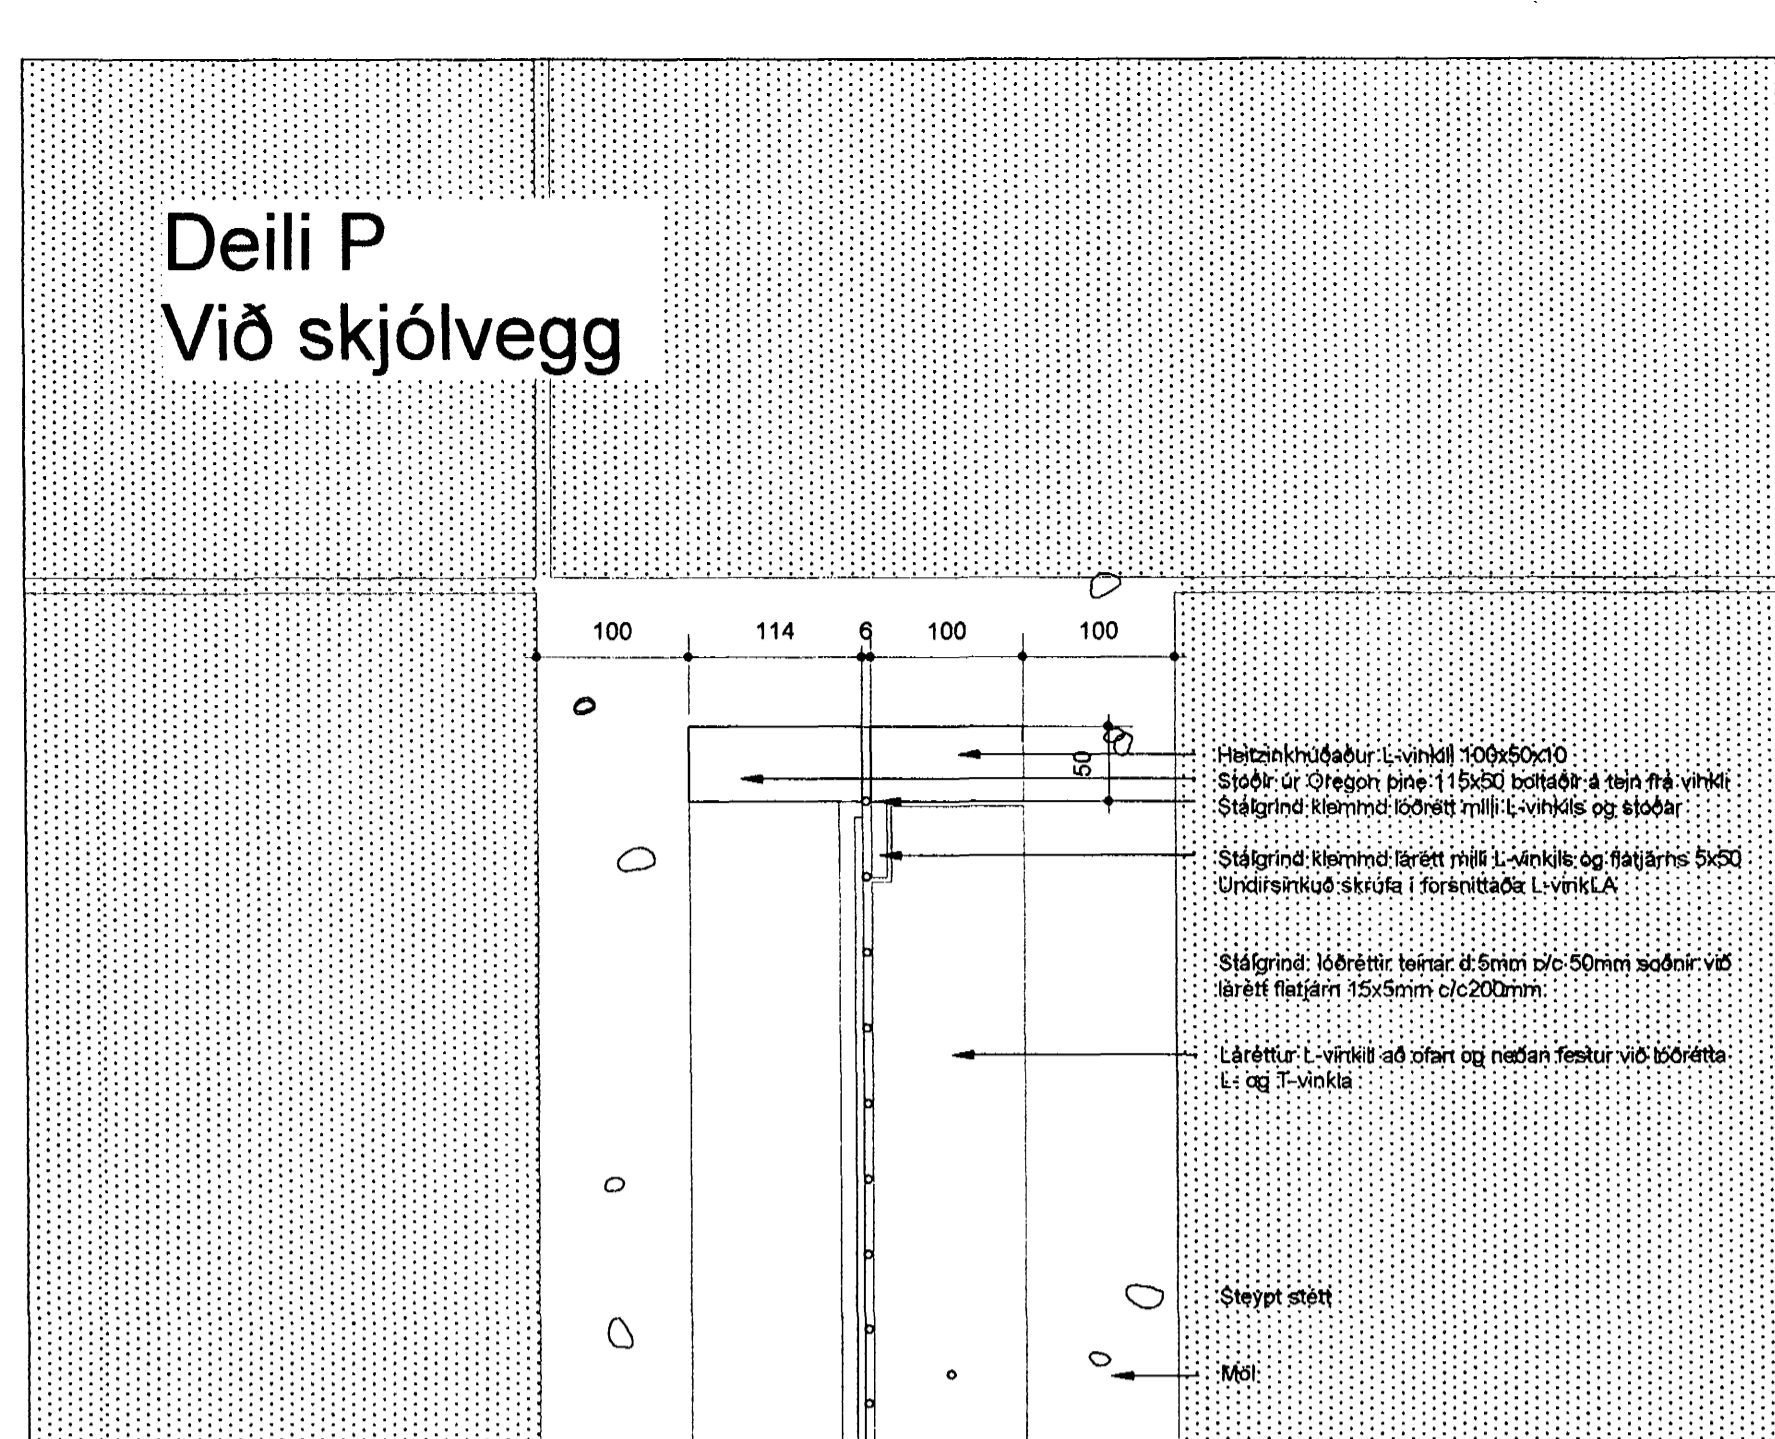 Deili P
Við skjólvegg
100 114 6 100 100
50
Heitzinkhúðaður L-vinkill 100x50x10
Stoðir úr Oregon pine 115x50 boltaðir á tein frá vinkli
Stálgrind klemmd lóðrétt milli L-vinkils og stoðar
Stálgrind klemmd lárétt milli L-vinkils og flatjárns 5x50
Undirsinkuð skrúfa í forsnittaða L-vinkLA
Stálgrind: lóðréttir teinar d:5mm c/c 50mm soðnir við
lárétt flatjárn 15x5mm c/c200mm
Láréttur L-vinkill að ofan og neðan festur við lóðrétta
L- og T-vinkla
Steypt stétt
Möl